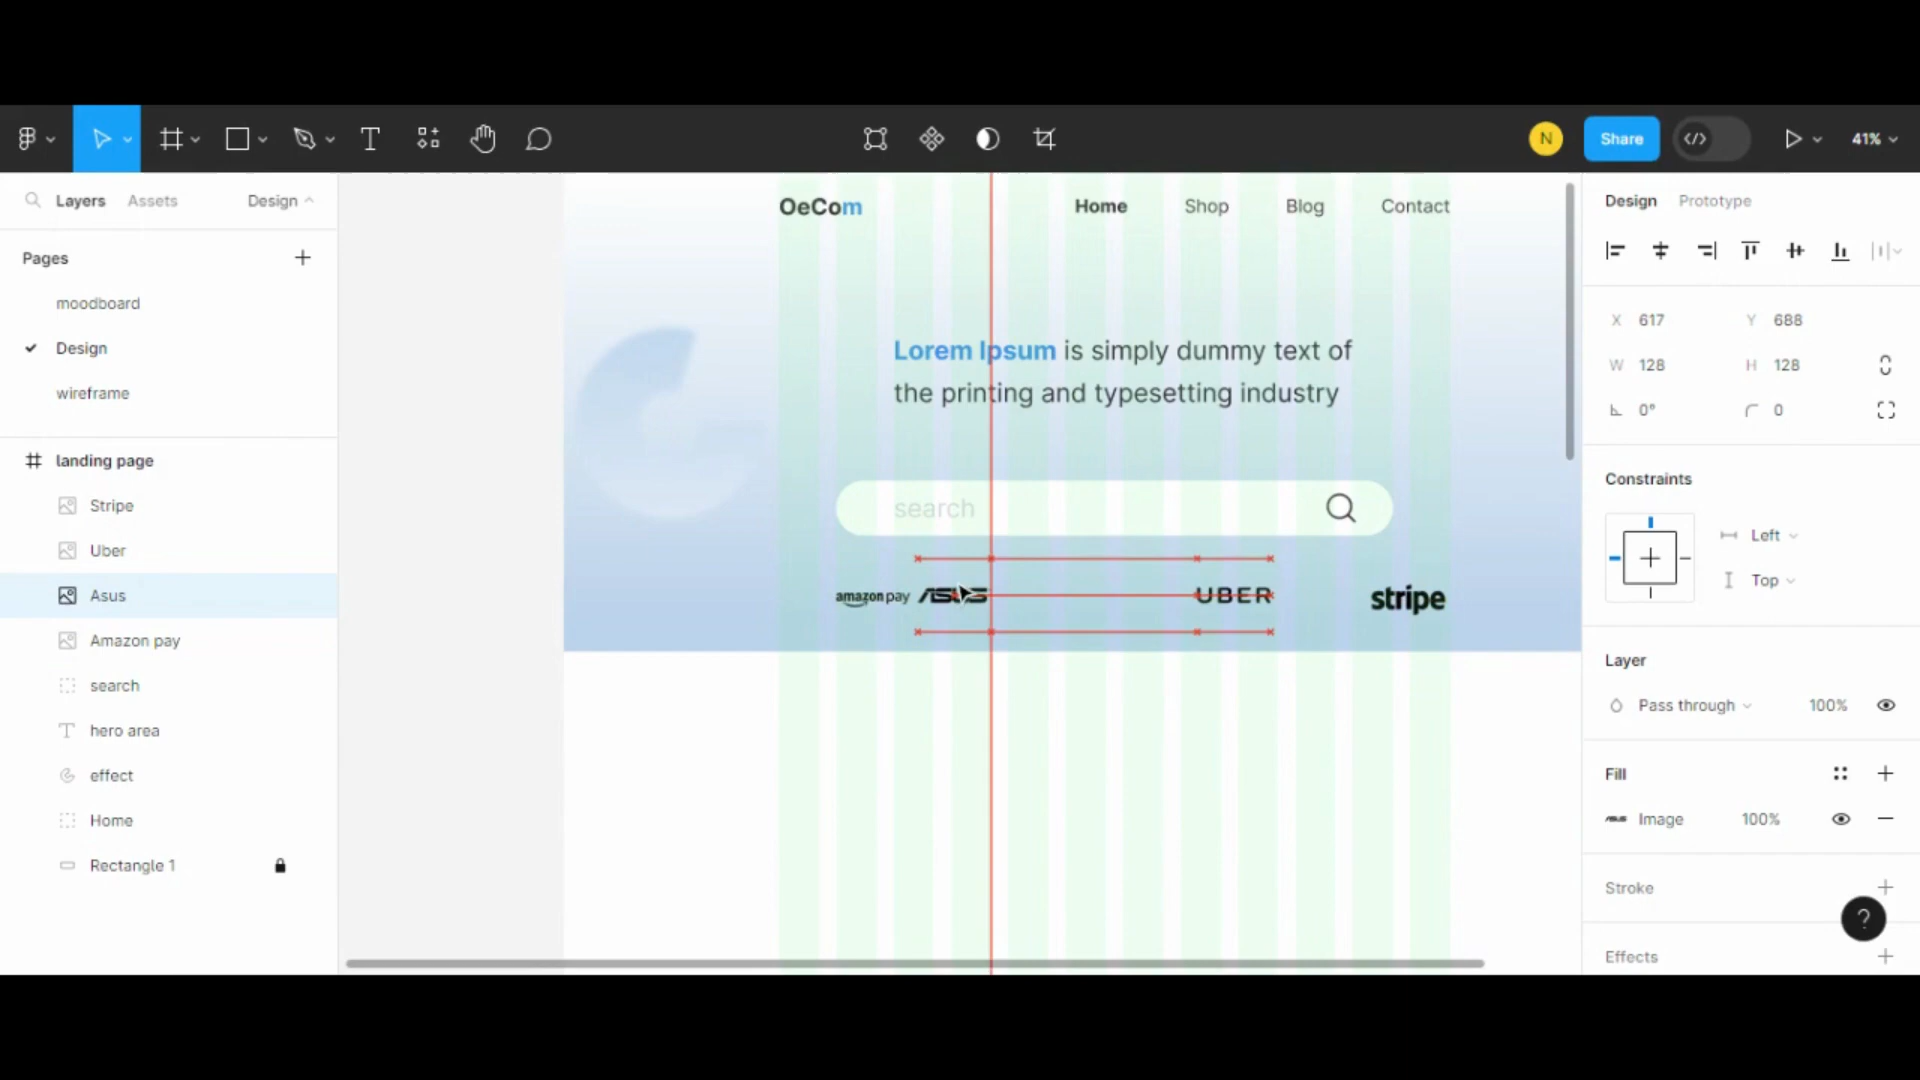 N
Share
41%
Layers
Assets
Design
Pages
moodboard
Design
wireframe
landing page
Stripe
Uber
Asus
Amazon pay
search
hero area
effect
Home
Rectangle 1
OeCom
Home
Shop
Blog
Contact
Lorem Ipsum is simply dummy text of
the printing and typesetting industry
search
amazon pay
ASUS
UBER
stripe
Design
Prototype
X 617
Y 688
W 128
H 128
0°
0
Constraints
Left
Top
Layer
Pass through
100%
Fill
Image
100%
Stroke
Effects
?